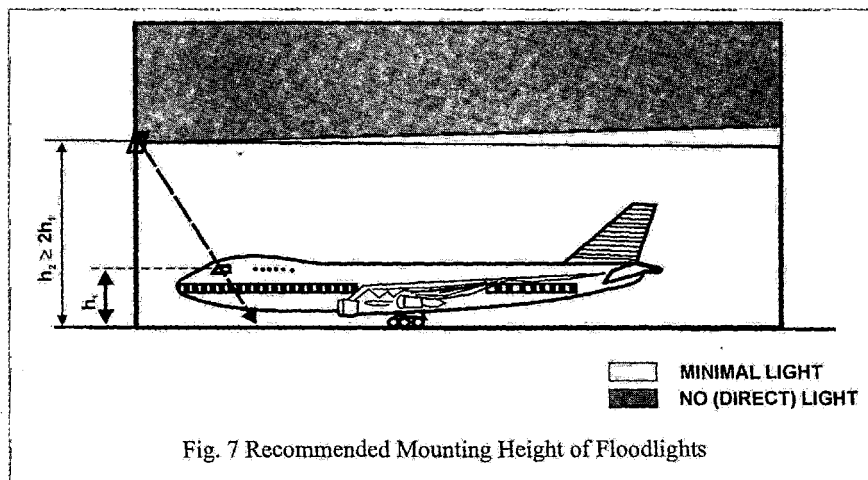 h₂ ≥ 2h₁
h₁
MINIMAL LIGHT
NO (DIRECT) LIGHT
Fig. 7 Recommended Mounting Height of Floodlights